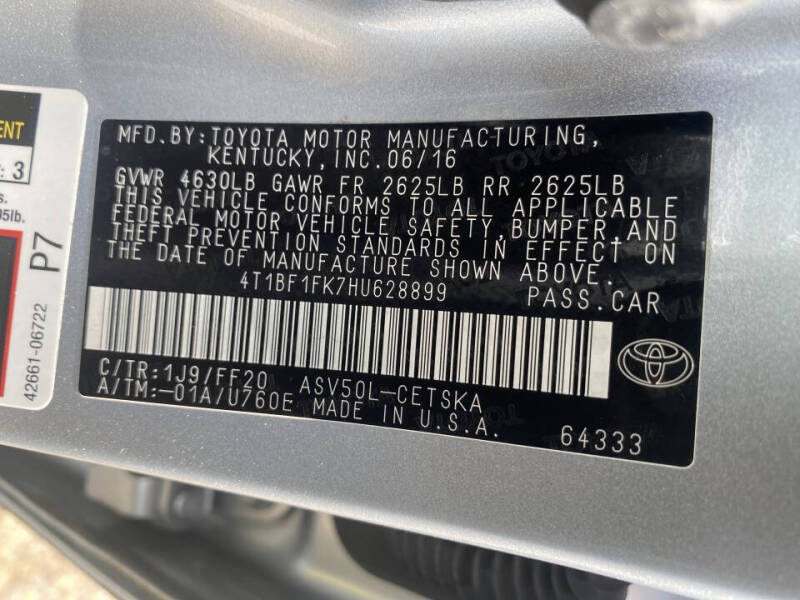 ENT
: 3
s.
05lb.
P7
42661-06722
MFD.BY:TOYOTA MOTOR MANUFACTURING,
KENTUCKY, INC.06/16
GVWR 4630LB GAWR FR 2625LB RR 2625LB
THIS VEHICLE CONFORMS TO ALL APPLICABLE
FEDERAL MOTOR VEHICLE SAFETY,BUMPER,AND
THEFT PREVENTION STANDARDS IN EFFECT ON
THE DATE OF MANUFACTURE SHOWN ABOVE.
4T1BF1FK7HU628899 PASS.CAR
C/TR:1J9/FF20 ASV50L-CETSKA
A/TM:-01A/U760E MADE IN U.S.A.
64333